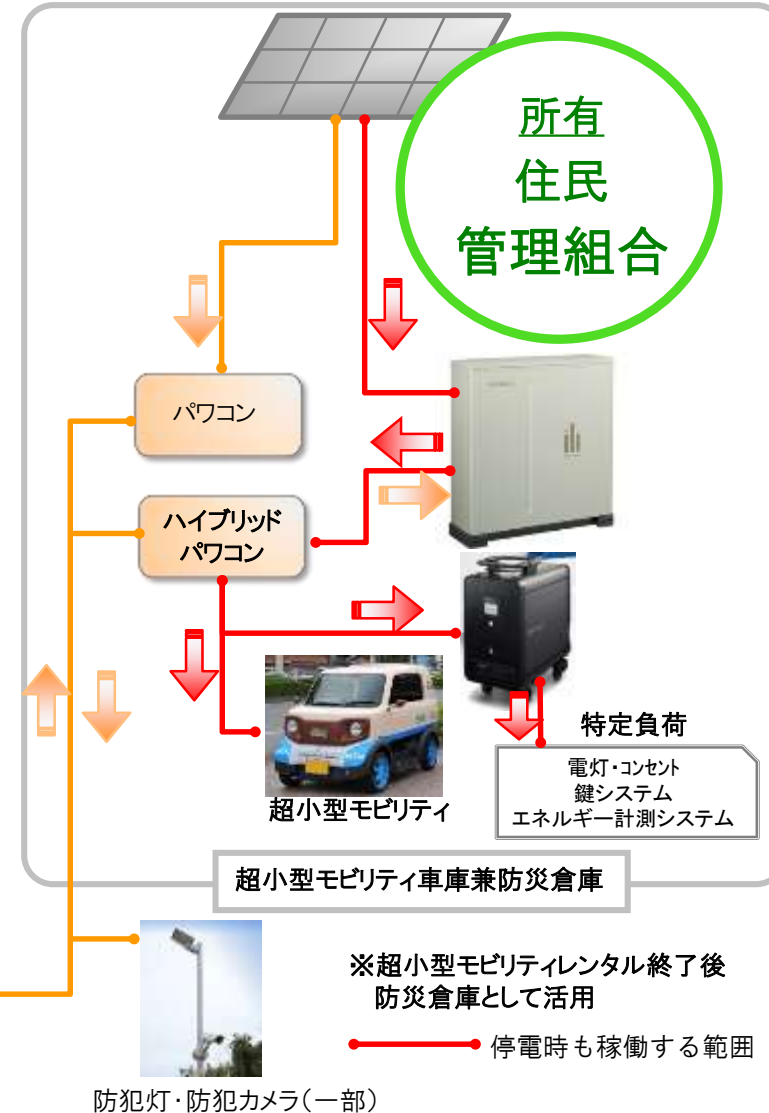 所有
住民
管理組合
パワコン
ハイブリッド
パワコン
特定負荷
電灯・コンセント
鍵システム
エネルギー計測システム
超小型モビリティ
超小型モビリティ車庫兼防災倉庫
※超小型モビリティレンタル終了後
防災倉庫として活用
停電時も稼働する範囲
防犯灯・防犯カメラ(一部)